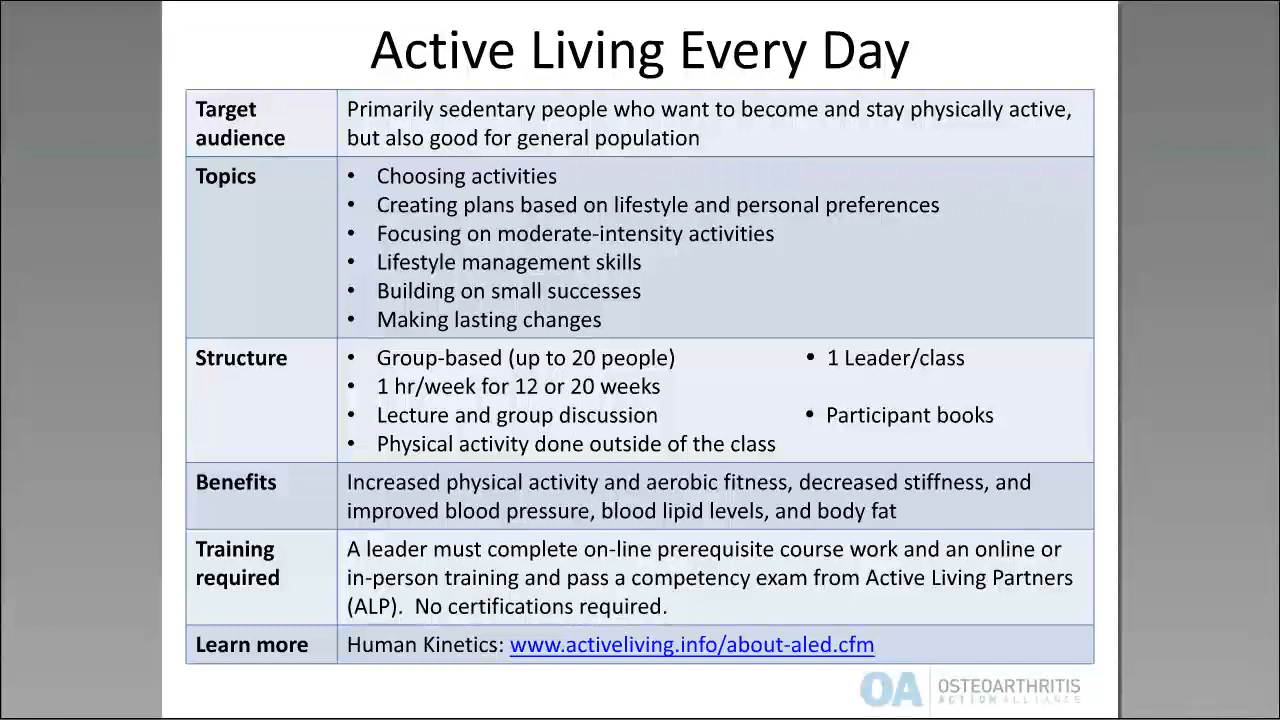 Active Living Every Day
Target
audience
Primarily sedentary people who want to become and stay physically active,
but also good for general population
Topics
• Choosing activities
• Creating plans based on lifestyle and personal preferences
• Focusing on moderate-intensity activities
• Lifestyle management skills
• Building on small successes
• Making lasting changes
Structure
• Group-based (up to 20 people)
• 1 Leader/class
• 1 hr/week for 12 or 20 weeks
• Lecture and group discussion
• Participant books
• Physical activity done outside of the class
Benefits
Increased physical activity and aerobic fitness, decreased stiffness, and
improved blood pressure, blood lipid levels, and body fat
Training
required
A leader must complete on-line prerequisite course work and an online or
in-person training and pass a competency exam from Active Living Partners
(ALP).  No certifications required.
Learn more
Human Kinetics: www.activeliving.info/about-aled.cfm
OA
OSTEOARTHRITIS
ACTION ALLIANCE